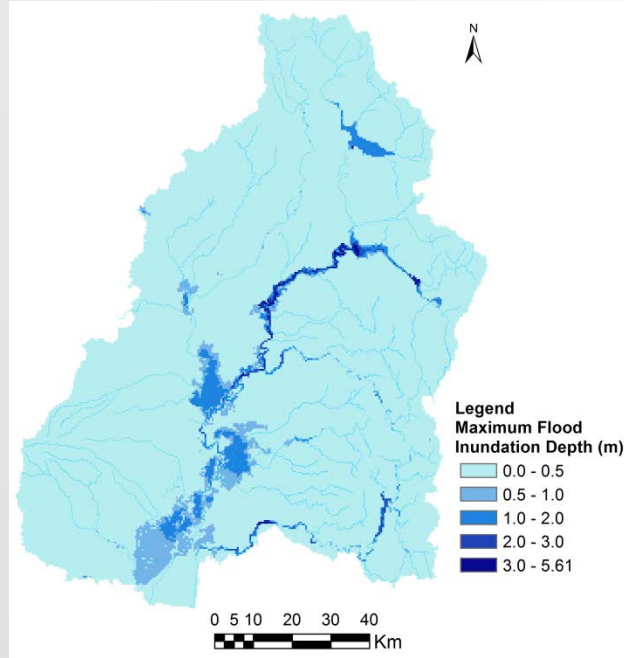 N
Legend
Maximum Flood
Inundation Depth (m)
0.0 - 0.5
0.5 - 1.0
1.0 - 2.0
2.0 - 3.0
3.0 - 5.61
0 5 10 20 30 40
Km